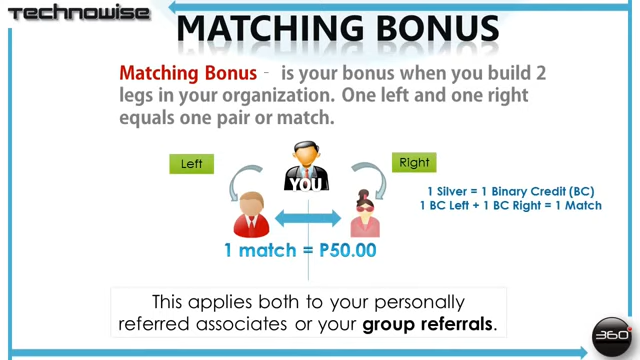 TECHNOWISE
MATCHING BONUS
Matching Bonus - is your bonus when you build 2
legs in your organization. One left and one right
equals one pair or match.
Left
Right
YOU
1 Silver = 1 Binary Credit (BC)
1 BC Left + 1 BC Right = 1 Match
1 match = P50.00
This applies both to your personally
referred associates or your group referrals.
360°